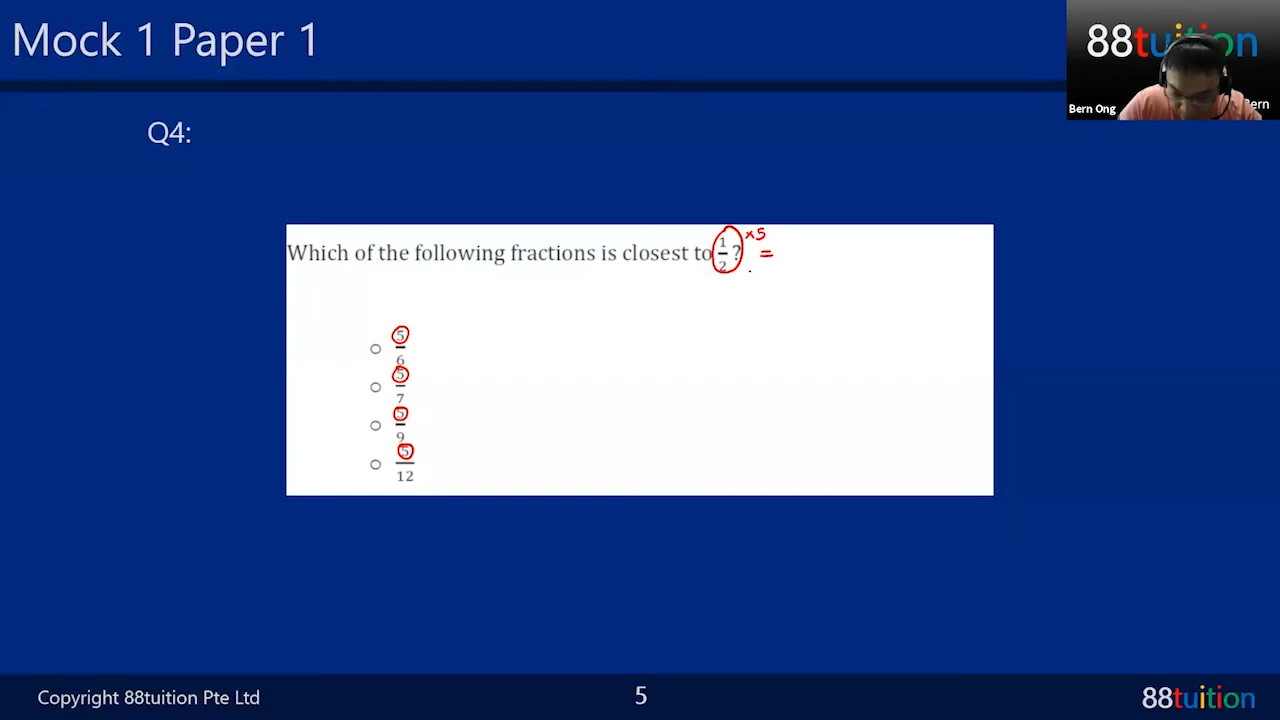 Mock 1 Paper 1
88tuition
Bern Ong
Bern
Q4:
Which of the following fractions is closest to 1/2? ×5 =
5/6
5/7
5/9
5/12
Copyright 88tuition Pte Ltd
5
88tuition